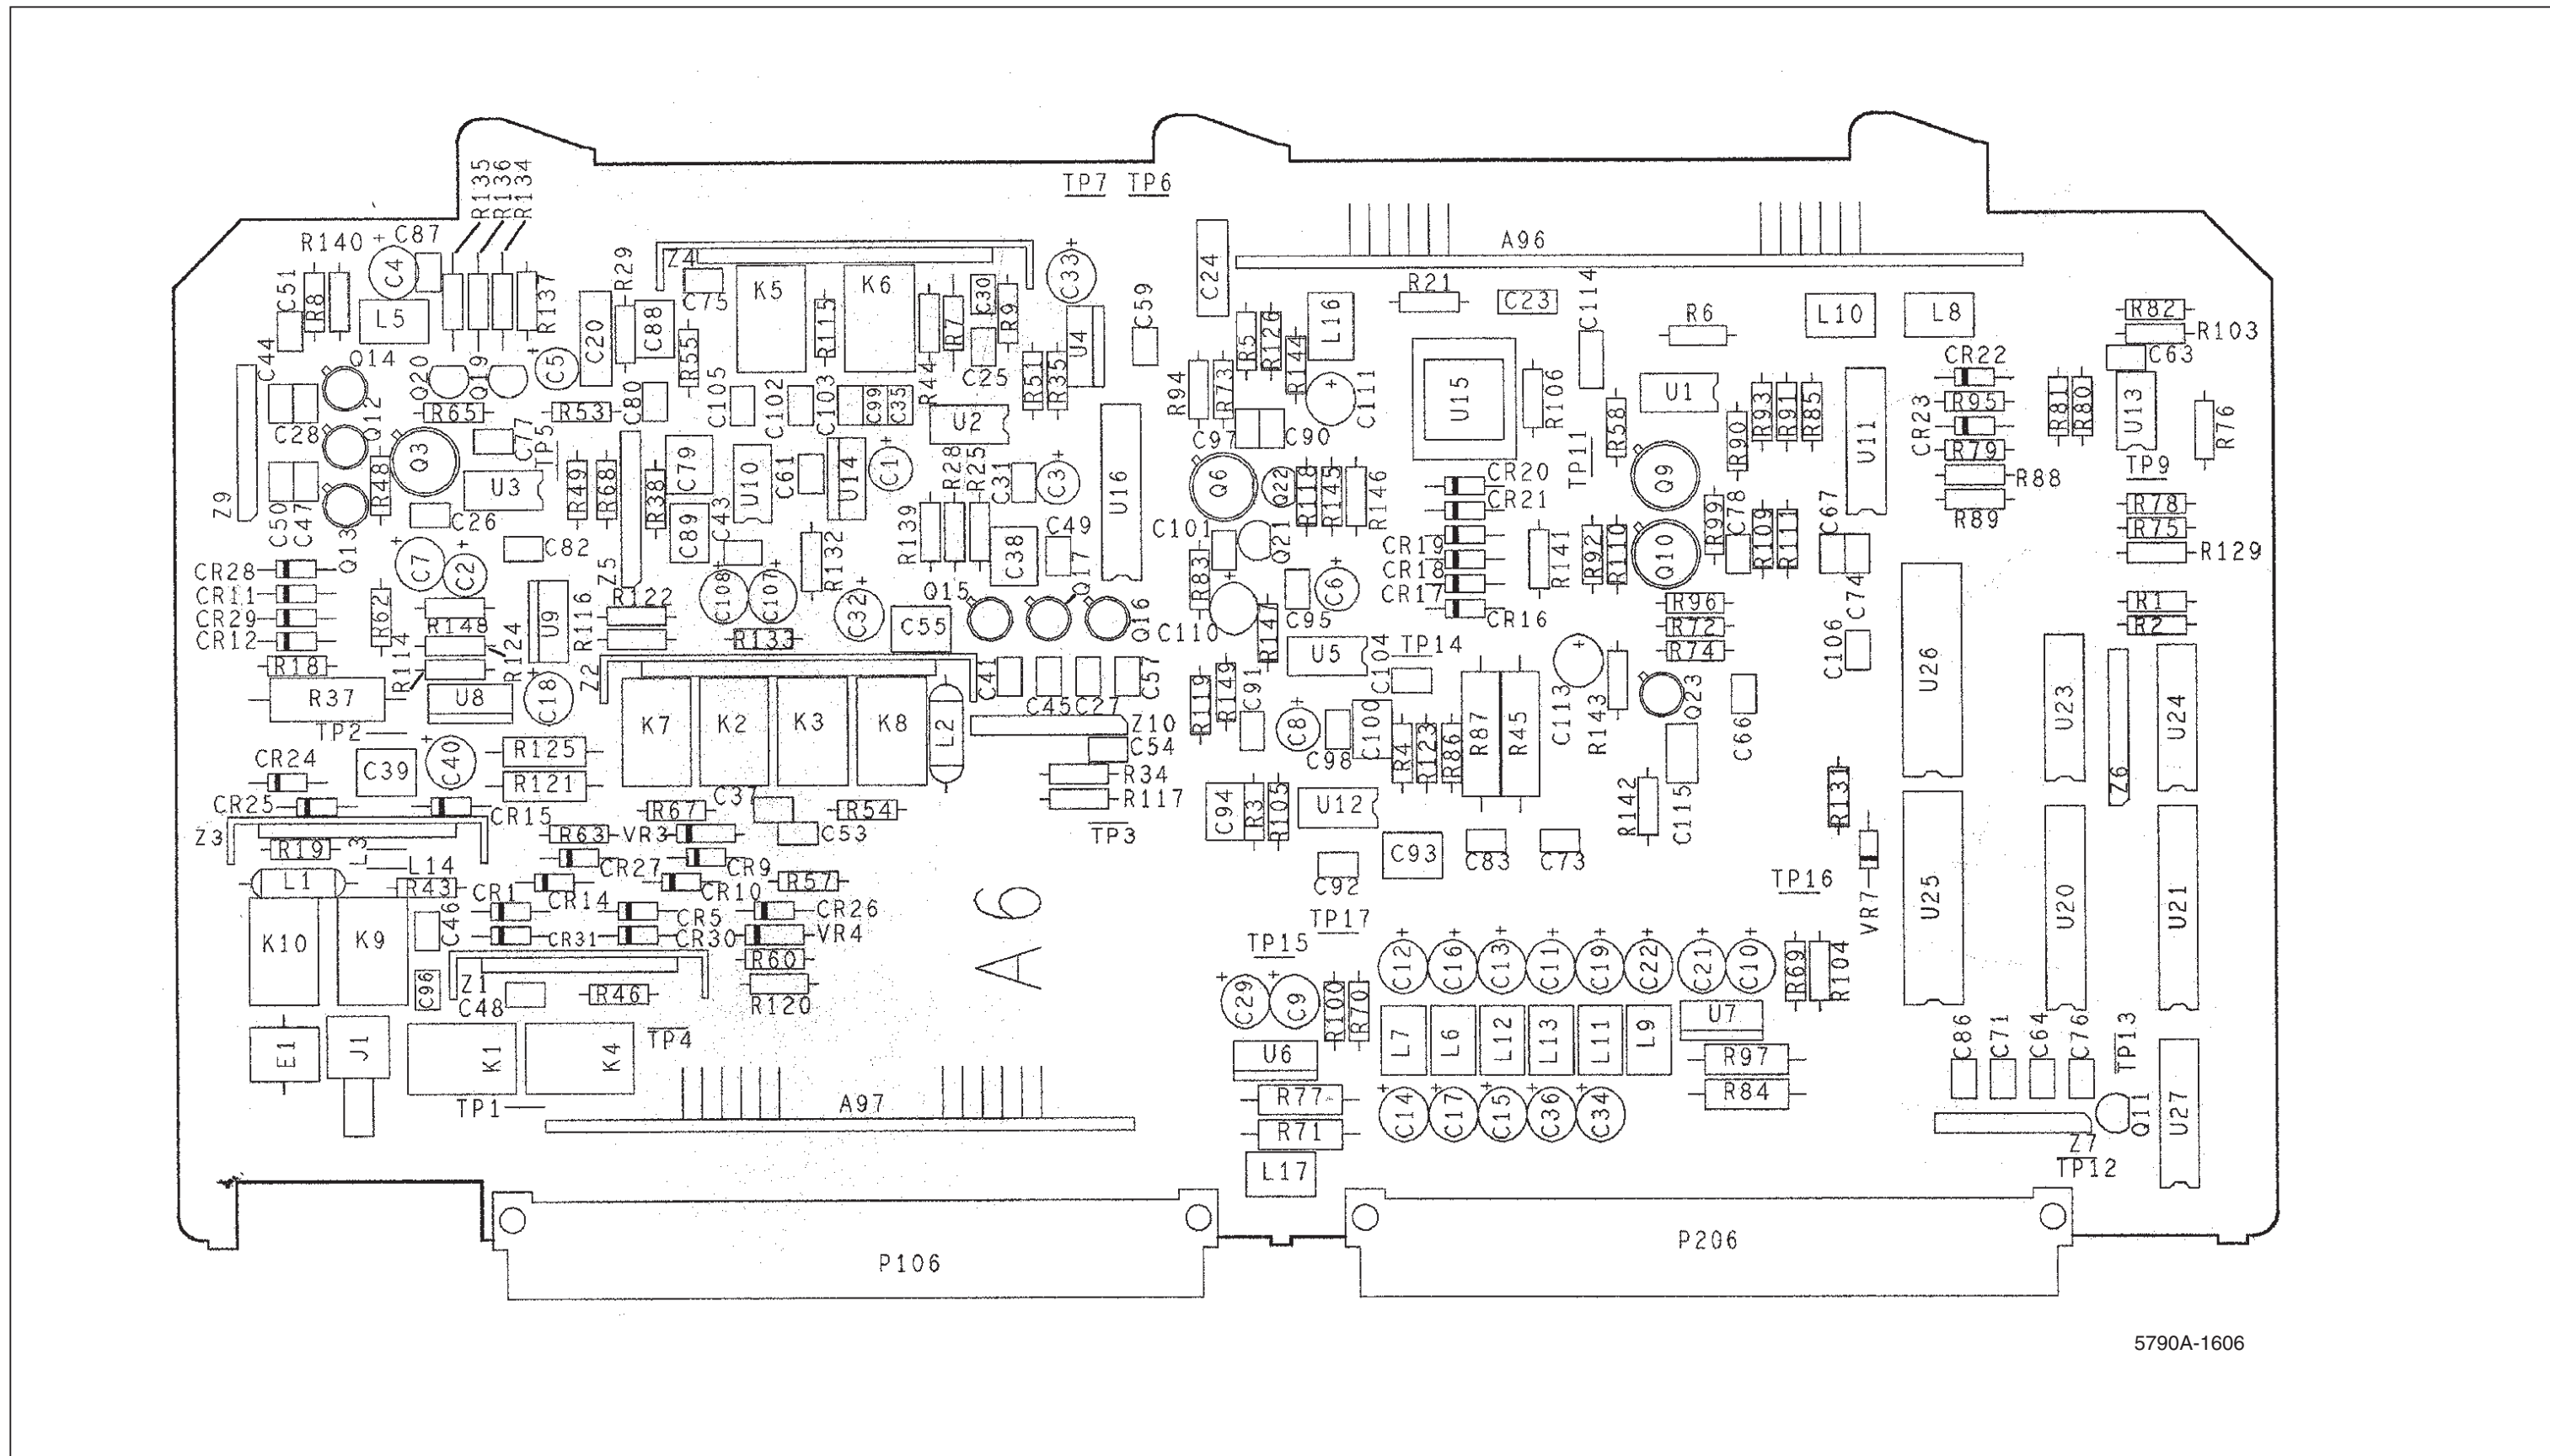 R135
R136
R134
TP7 TP6
R140
+
C87
C4
C51
R8
L5
R137
R29
Z4
C75
K5
K6
C30
C33
+
C59
C24
A96
R21
C23
C114
R6
L10
L8
R82
R103
C63
C44
Q14
Q20
Q19
+
C5
C20
C88
R55
R115
R7
R9
C25
U4
R44
R51
R35
R5
R126
R144
L16
+
C111
R94
R73
U15
R106
R58
U1
R93
R91
R85
CR22
R95
CR23
R79
R88
R89
R81
R80
U13
R76
TP9
C28
Q12
R65
R53
C80
C105
C102
C103
C99
C35
U2
C97
C90
TP11
R90
U11
Z9
R48
Q3
C77
TP5
U3
R49
R68
R38
C79
U10
C61
U14
C1
+
R28
R25
C31
C3
+
U16
Q6
Q22
R118
R145
R146
CR20
CR21
Q9
R99
C78
C67
R78
R75
R129
C50
C47
Q13
C26
C82
C89
C43
R139
C38
C49
C101
Q21
CR19
CR18
CR17
CR16
R141
R92
R110
Q10
R109
R111
CR28
CR11
CR29
CR12
R18
R62
+
C7
C2
+
Z5
R122
C108
+
C107
+
R132
C32
+
Q15
Q17
Q16
R83
+
C110
R147
C95
C6
+
R96
R72
R74
C74
C106
U26
R1
R2
R148
R114
R124
U9
R116
R133
C55
U5
C104
TP14
+
C113
R143
Q23
C66
R37
U8
+
C18
Z2
C41
C45
C27
C57
R119
R149
C91
C8
+
C98
C100
R4
R123
R86
R87
R45
U23
Z6
U24
TP2
CR24
C39
+
C40
R125
R121
K7
K2
K3
K8
L2
Z10
C54
R34
R117
TP3
C115
R142
R131
CR25
CR15
C37
R67
R54
C94
R3
R105
U12
Z3
R19
L3
R63
VR3
C53
L14
CR27
CR9
C93
C83
C73
L1
R43
CR1
CR14
CR10
R57
C92
TP16
VR7
U25
U20
U21
K10
K9
C46
CR5
CR26
CR31
CR30
VR4
A6
TP17
TP15
C12
+
C16
+
C13
+
C11
+
C19
+
C22
+
C21
+
C10
+
R69
R104
C96
Z1
C48
R46
R60
R120
+
C29
+
C9
R100
R70
E1
J1
K1
K4
TP4
U6
L7
L6
L12
L13
L11
L9
U7
R97
R84
C86
C71
C64
C76
TP13
TP1
A97
R77
R71
L17
+
C14
+
C17
+
C15
+
C36
+
C34
Q11
U27
Z7
TP12
P106
P206
5790A-1606